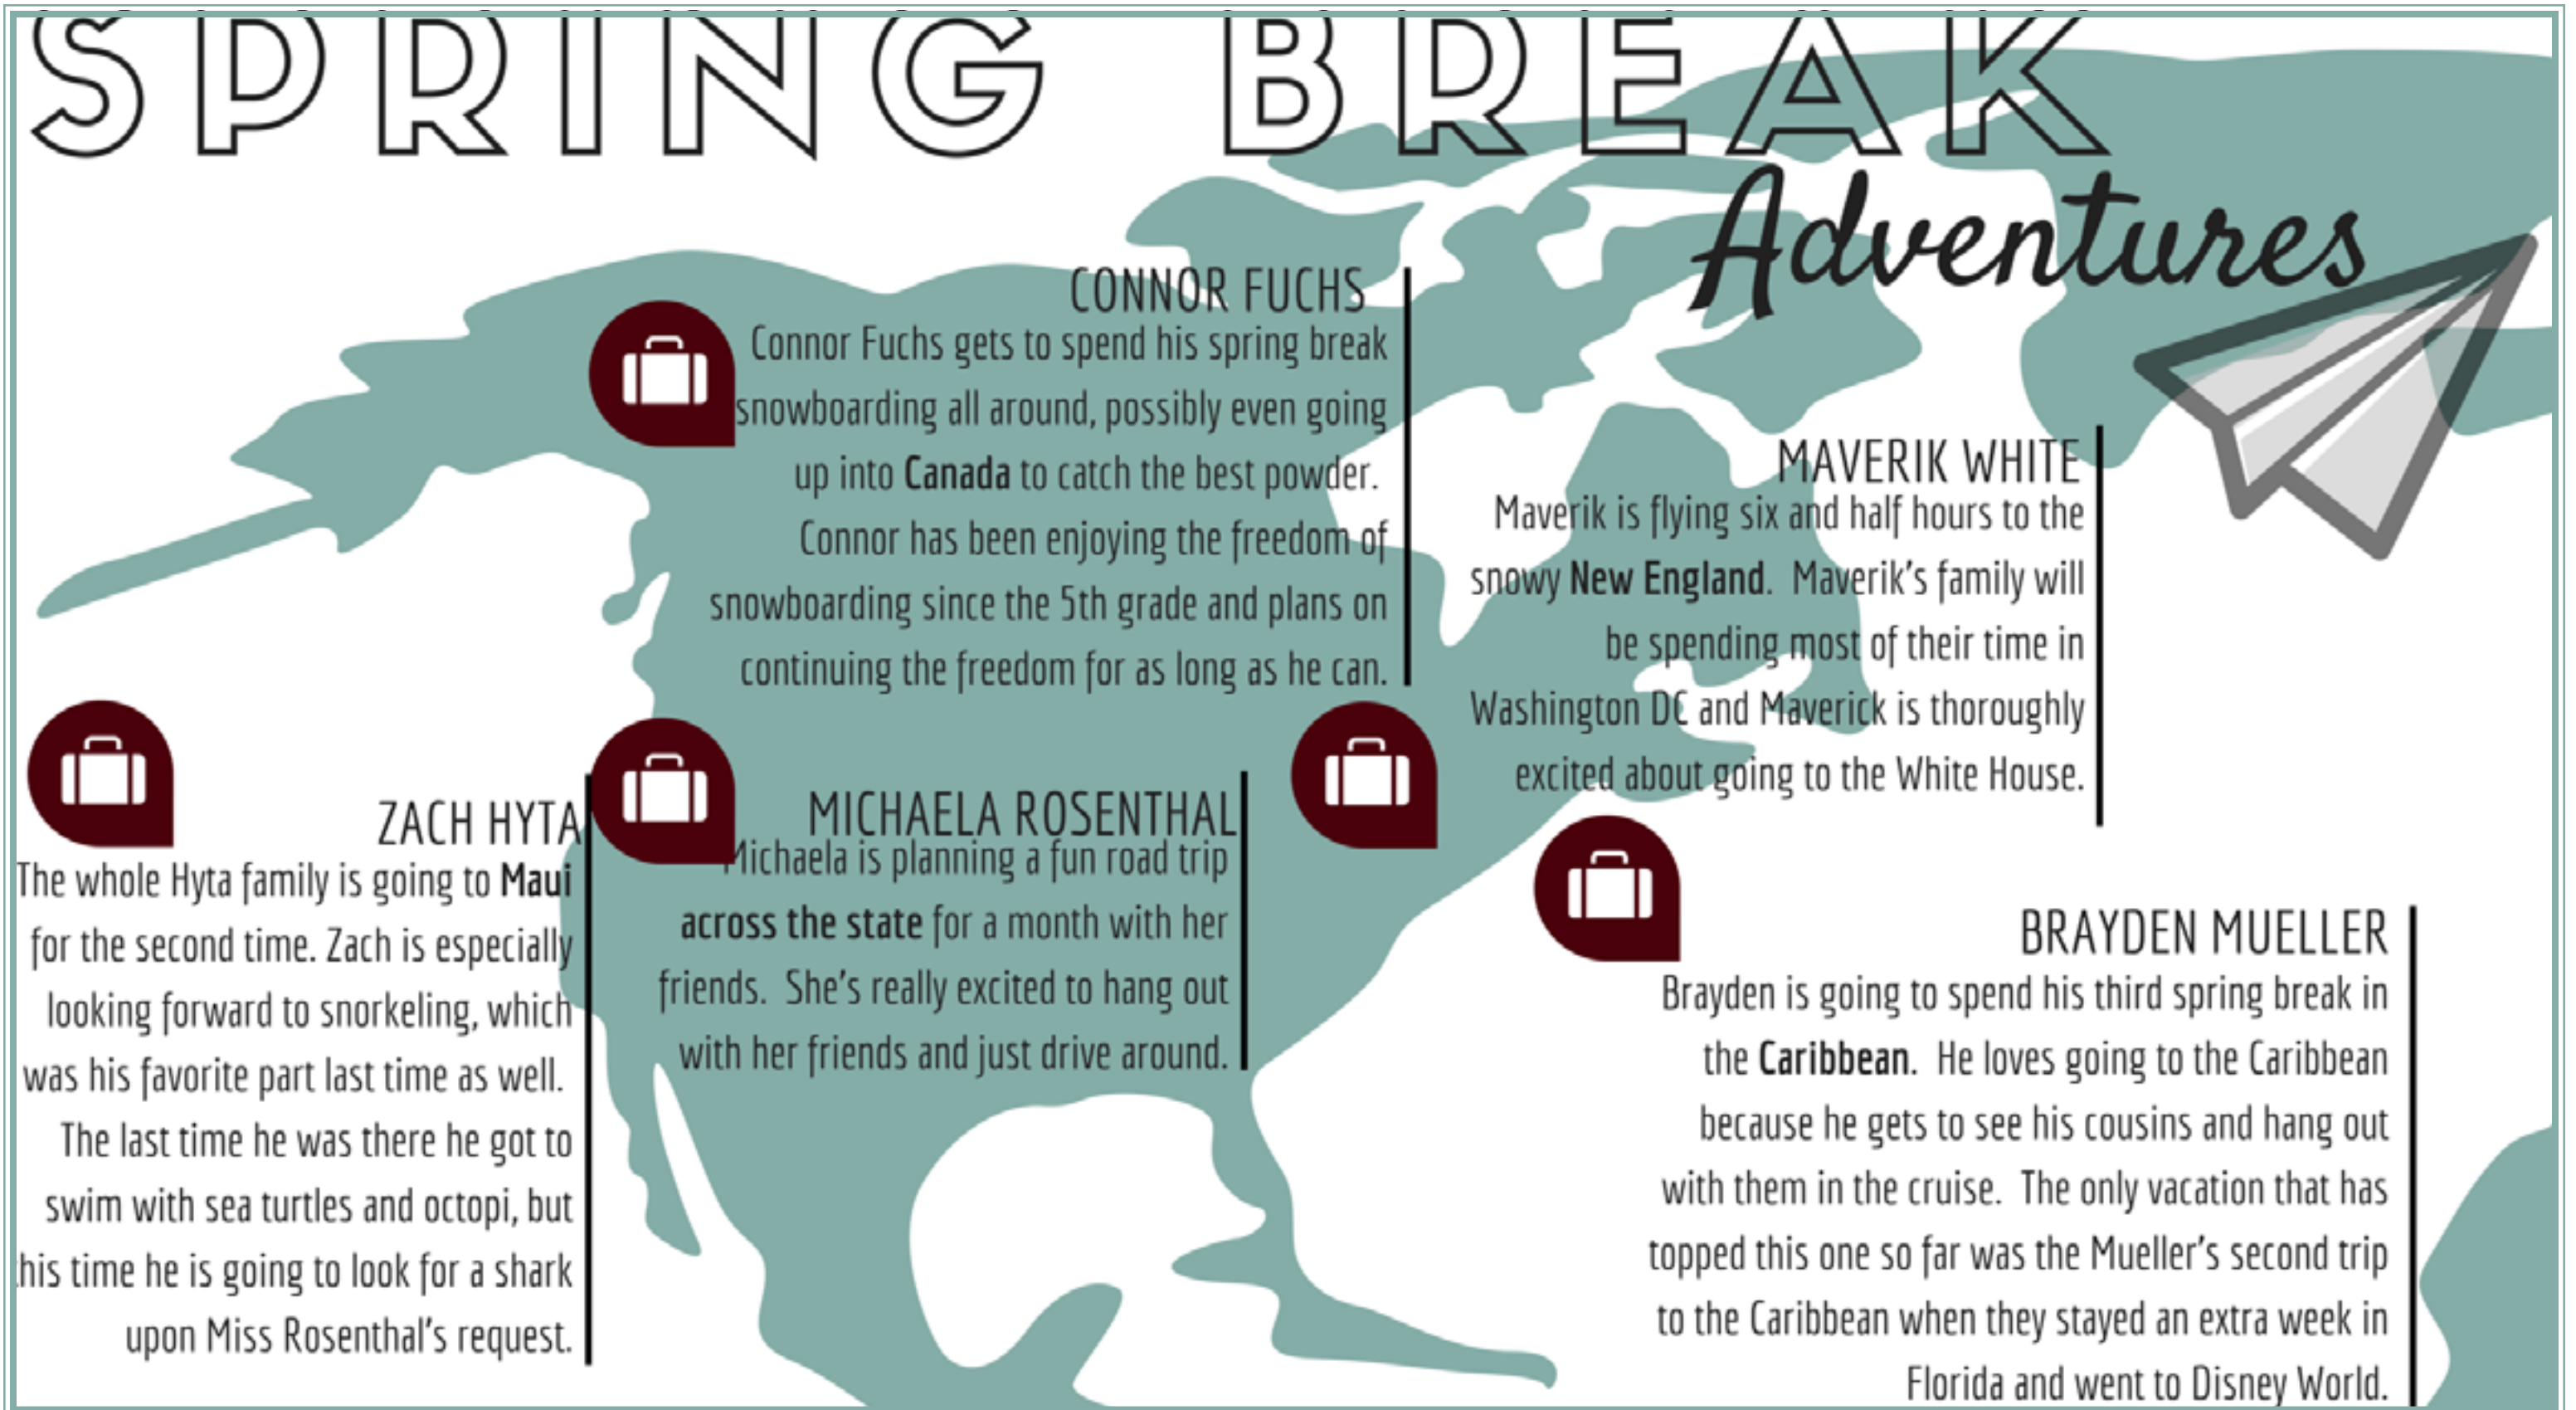 SPRING BREAK
Adventures
CONNOR FUCHS
Connor Fuchs gets to spend his spring break
snowboarding all around, possibly even going
up into Canada to catch the best powder.
Connor has been enjoying the freedom of
snowboarding since the 5th grade and plans on
continuing the freedom for as long as he can.
MAVERIK WHITE
Maverik is flying six and half hours to the
snowy New England. Maverik's family will
be spending most of their time in
Washington DC and Maverick is thoroughly
excited about going to the White House.
ZACH HYTA
The whole Hyta family is going to Maui
for the second time. Zach is especially
looking forward to snorkeling, which
was his favorite part last time as well.
The last time he was there he got to
swim with sea turtles and octopi, but
this time he is going to look for a shark
upon Miss Rosenthal's request.
MICHAELA ROSENTHAL
Michaela is planning a fun road trip
across the state for a month with her
friends. She's really excited to hang out
with her friends and just drive around.
BRAYDEN MUELLER
Brayden is going to spend his third spring break in
the Caribbean. He loves going to the Caribbean
because he gets to see his cousins and hang out
with them in the cruise. The only vacation that has
topped this one so far was the Mueller's second trip
to the Caribbean when they stayed an extra week in
Florida and went to Disney World.